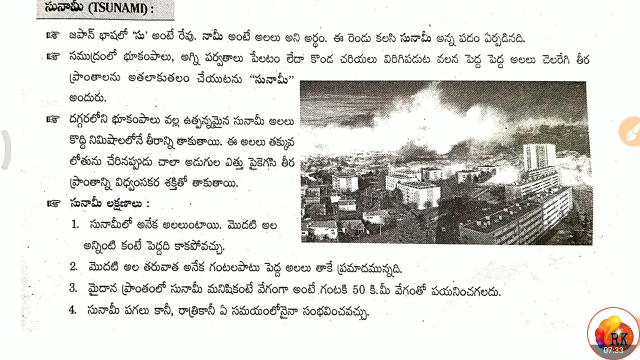 సునామీ (TSUNAMI) :
☞ జపాన్ భాషలో 'సు' అంటే రేవు. నామీ అంటే అలలు అని అర్థం. ఈ రెండు కలసి సునామీ అన్న పదం ఏర్పడినది.
☞ సముద్రంలో భూకంపాలు, అగ్ని పర్వతాలు పేలటం లేదా కొండ చరియలు విరిగిపడుట వలన పెద్ద పెద్ద అలలు చెలరేగి తీర
ప్రాంతాలను అతలాకుతలం చేయుటను "సునామీ"
అందురు.
☞ దగ్గరలోని భూకంపాలు వల్ల ఉత్పన్నమైన సునామీ అలలు
కొద్ది నిమిషాలలోనే తీరాన్ని తాకుతాయి. ఈ అలలు తక్కువ
లోతును చేరినప్పుడు చాలా అడుగుల ఎత్తు పైకెగసి తీర
ప్రాంతాన్ని విధ్వంసకర శక్తితో తాకుతాయి.
☞ సునామీ లక్షణాలు :
1. సునామీలో అనేక అలలుంటాయి. మొదటి అల
అన్నింటి కంటే పెద్దది కాకపోవచ్చు.
2. మొదటి అల తరువాత అనేక గంటలపాటు పెద్ద అలలు తాకే ప్రమాదమున్నది.
3. మైదాన ప్రాంతంలో సునామీ మనిషికంటే వేగంగా అంటే గంటకి 50 కి.మీ వేగంతో పయనించగలదు.
4. సునామీ పగలు కానీ, రాత్రికానీ ఏ సమయంలోనైనా సంభవించవచ్చు.
RK
07:33